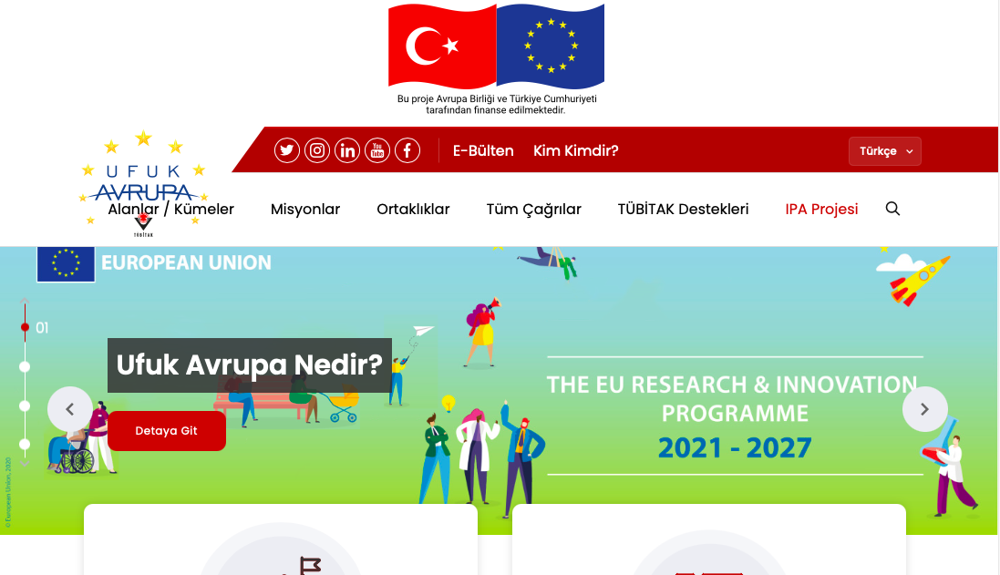 Bu proje Avrupa Birliği ve Türkiye Cumhuriyeti
tarafından finanse edilmektedir.
You
Tube
E-Bülten Kim Kimdir? Türkçe
UFUK
AVRUPA
TÜBİTAK
Alanlar / Kümeler Misyonlar Ortaklıklar Tüm Çağrılar TÜBİTAK Destekleri IPA Projesi
EUROPEAN UNION
01
Ufuk Avrupa Nedir?
Detaya Git
THE EU RESEARCH & INNOVATION
PROGRAMME
2021 - 2027
© European Union, 2020